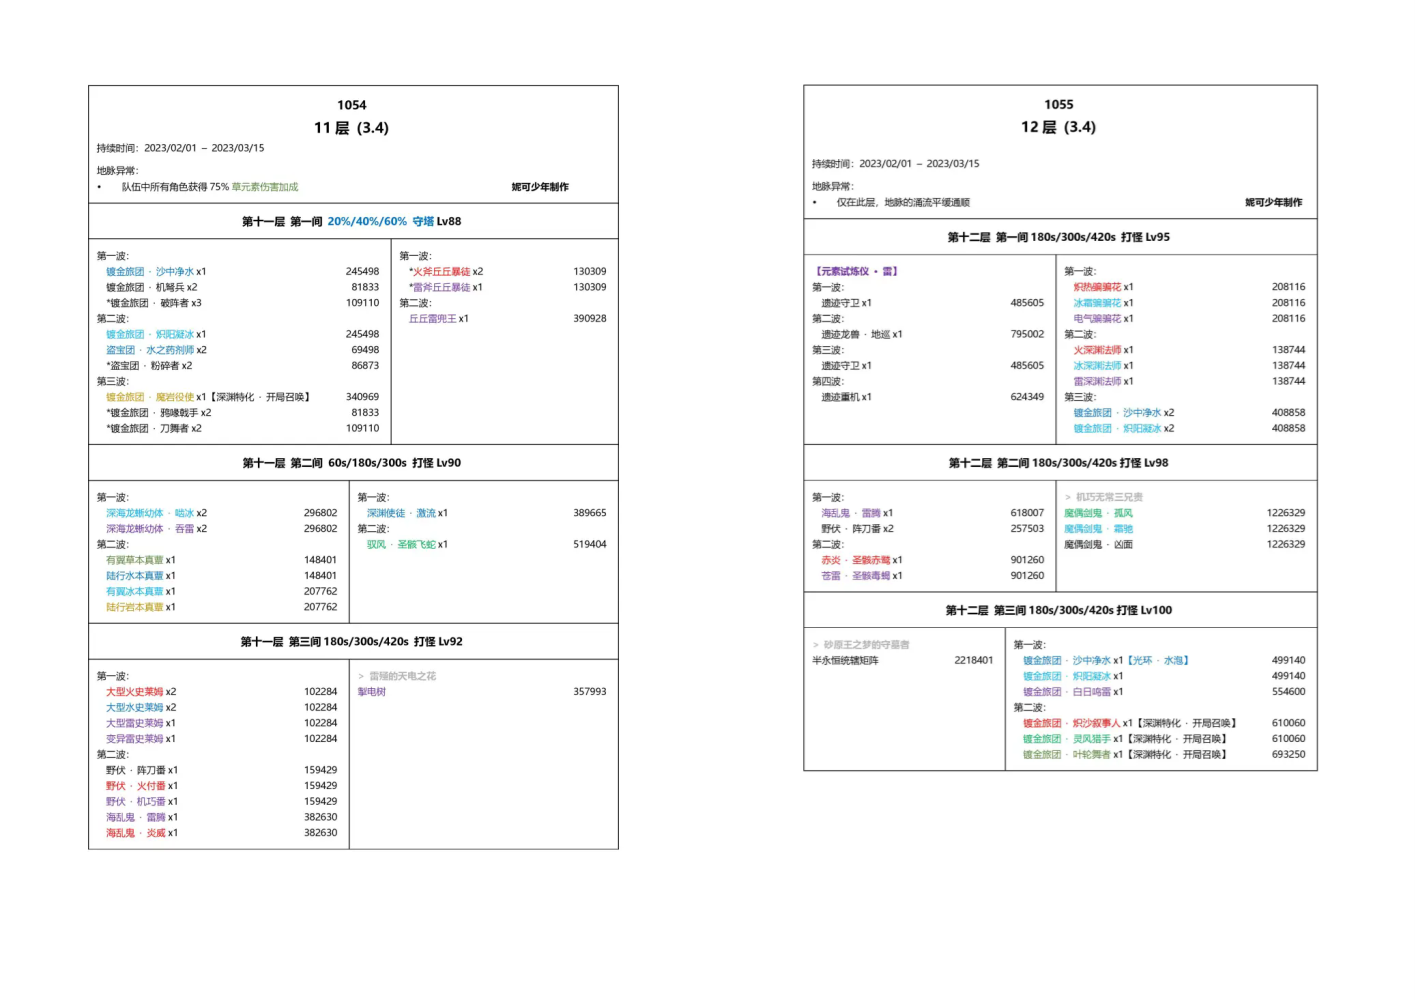 1054
11 层 (3.4)
持续时间: 2023/02/01 – 2023/03/15
地脉异常:
• 队伍中所有角色获得 75% 草元素伤害加成
妮可少年制作
第十一层 第一间 20%/40%/60% 守塔 Lv88
第一波:
镀金旅团 · 沙中净水 x1 245498
镀金旅团 · 机弩兵 x2 81833
*镀金旅团 · 破阵者 x3 109110
第二波:
镀金旅团 · 炽阳凝冰 x1 245498
盗宝团 · 水之药剂师 x2 69498
*盗宝团 · 粉碎者 x2 86873
第三波:
镀金旅团 · 魔岩役使 x1【深渊特化 · 开局召唤】 340969
*镀金旅团 · 鸦喙戟手 x2 81833
*镀金旅团 · 刀舞者 x2 109110
第一波:
*火斧丘丘暴徒 x2 130309
*雷斧丘丘暴徒 x1 130309
第二波:
丘丘雷兜王 x1 390928
第十一层 第二间 60s/180s/300s 打怪 Lv90
第一波:
深海龙蜥幼体 · 啮冰 x2 296802
深海龙蜥幼体 · 吞雷 x2 296802
第二波:
有翼草本真蕈 x1 148401
陆行水本真蕈 x1 148401
有翼冰本真蕈 x1 207762
陆行岩本真蕈 x1 207762
第一波:
深渊使徒 · 激流 x1 389665
第二波:
驭风 · 圣骸飞蛇 x1 519404
第十一层 第三间 180s/300s/420s 打怪 Lv92
第一波:
大型火史莱姆 x2 102284
大型水史莱姆 x2 102284
大型雷史莱姆 x1 102284
变异雷史莱姆 x1 102284
第二波:
野伏 · 阵刀番 x1 159429
野伏 · 火付番 x1 159429
野伏 · 机巧番 x1 159429
海乱鬼 · 雷腾 x1 382630
海乱鬼 · 炎威 x1 382630
> 雷殛的天电之花
掣电树 357993
1055
12 层 (3.4)
持续时间: 2023/02/01 – 2023/03/15
地脉异常:
• 仅在此层，地脉的涌流平缓通顺
妮可少年制作
第十二层 第一间 180s/300s/420s 打怪 Lv95
【元素试炼仪 · 雷】
第一波:
遗迹守卫 x1 485605
第二波:
遗迹龙兽 · 地巡 x1 795002
第三波:
遗迹守卫 x1 485605
第四波:
遗迹重机 x1 624349
第一波:
炽热骗骗花 x1 208116
冰霜骗骗花 x1 208116
电气骗骗花 x1 208116
第二波:
火深渊法师 x1 138744
冰深渊法师 x1 138744
雷深渊法师 x1 138744
第三波:
镀金旅团 · 沙中净水 x2 408858
镀金旅团 · 炽阳凝冰 x2 408858
第十二层 第二间 180s/300s/420s 打怪 Lv98
第一波:
海乱鬼 · 雷腾 x1 618007
野伏 · 阵刀番 x2 257503
第二波:
赤炎 · 圣骸赤鹫 x1 901260
苍雷 · 圣骸毒蝎 x1 901260
> 机巧无常三兄贵
魔偶剑鬼 · 孤风 1226329
魔偶剑鬼 · 霜驰 1226329
魔偶剑鬼 · 凶面 1226329
第十二层 第三间 180s/300s/420s 打怪 Lv100
> 砂原王之梦的守墓者
半永恒统辖矩阵 2218401
第一波:
镀金旅团 · 沙中净水 x1【光环 · 水泡】 499140
镀金旅团 · 炽阳凝冰 x1 499140
镀金旅团 · 白日鸣雷 x1 554600
第二波:
镀金旅团 · 炽沙叙事人 x1【深渊特化 · 开局召唤】 610060
镀金旅团 · 灵风猎手 x1【深渊特化 · 开局召唤】 610060
镀金旅团 · 叶轮舞者 x1【深渊特化 · 开局召唤】 693250